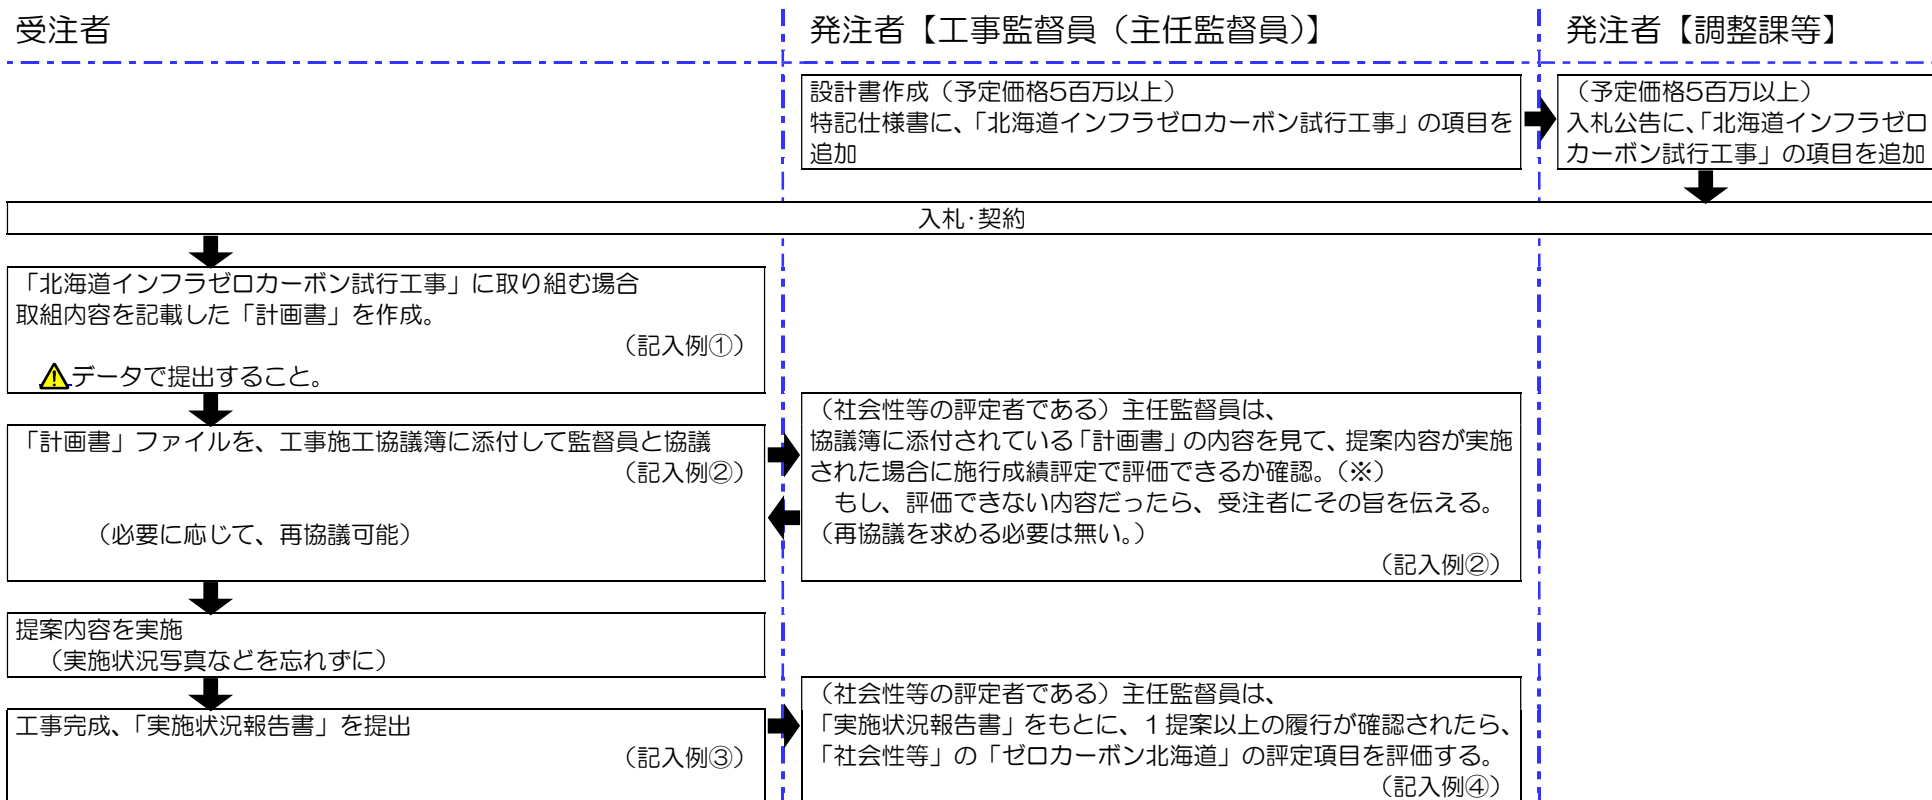 受注者
発注者【工事監督員（主任監督員）】
発注者【調整課等】
設計書作成（予定価格5百万以上）
特記仕様書に、「北海道インフラゼロカーボン試行工事」の項目を
追加
（予定価格5百万以上）
入札公告に、「北海道インフラゼロ
カーボン試行工事」の項目を追加
入札・契約
「北海道インフラゼロカーボン試行工事」に取り組む場合
取組内容を記載した「計画書」を作成。
（記入例①）
データで提出すること。
「計画書」ファイルを、工事施工協議簿に添付して監督員と協議
（記入例②）
（必要に応じて、再協議可能）
（社会性等の評定者である）主任監督員は、
協議簿に添付されている「計画書」の内容を見て、提案内容が実施
された場合に施行成績評定で評価できるか確認。（※）
もし、評価できない内容だったら、受注者にその旨を伝える。
（再協議を求める必要は無い。）
（記入例②）
提案内容を実施
（実施状況写真などを忘れずに）
工事完成、「実施状況報告書」を提出
（記入例③）
（社会性等の評定者である）主任監督員は、
「実施状況報告書」をもとに、１提案以上の履行が確認されたら、
「社会性等」の「ゼロカーボン北海道」の評定項目を評価する。
（記入例④）